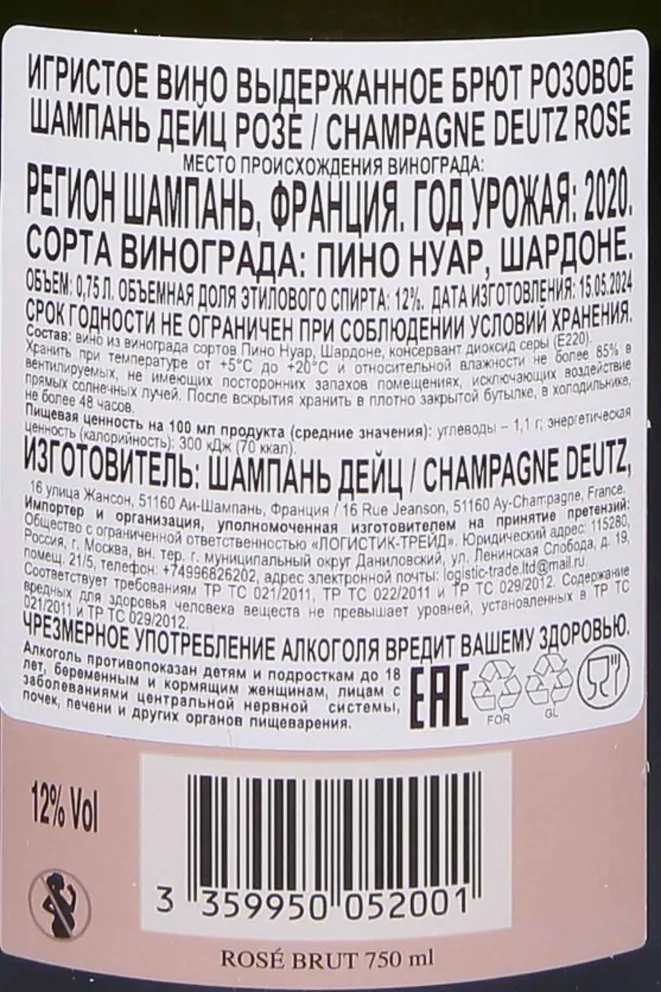 ИГРИСТОЕ ВИНО ВЫДЕРЖАННОЕ БРЮТ РОЗОВОЕ
ШАМПАНЬ ДЕЙЦ РОЗЕ / CHAMPAGNE DEUTZ ROSE
МЕСТО ПРОИСХОЖДЕНИЯ ВИНОГРАДА:
РЕГИОН ШАМПАНЬ, ФРАНЦИЯ. ГОД УРОЖАЯ: 2020.
СОРТА ВИНОГРАДА: ПИНО НУАР, ШАРДОНЕ.
ОБЪЕМ: 0,75 Л. ОБЪЕМНАЯ ДОЛЯ ЭТИЛОВОГО СПИРТА: 12%. ДАТА ИЗГОТОВЛЕНИЯ: 15.05.2024
СРОК ГОДНОСТИ НЕ ОГРАНИЧЕН ПРИ СОБЛЮДЕНИИ УСЛОВИЙ ХРАНЕНИЯ.
Состав: вино из винограда сортов Пино Нуар, Шардоне, консервант диоксид серы (Е220).
Хранить при температуре от +5°С до +20°С и относительной влажности не более 85% в
вентилируемых, не имеющих посторонних запахов помещениях, исключающих воздействие
прямых солнечных лучей. После вскрытия хранить в плотно закрытой бутылке, в холодильнике,
не более 48 часов.
Пищевая ценность на 100 мл продукта (средние значения): углеводы – 1,1 г; энергетическая
ценность (калорийность): 300 кДж (70 ккал).
ИЗГОТОВИТЕЛЬ: ШАМПАНЬ ДЕЙЦ / CHAMPAGNE DEUTZ,
16 улица Жансон, 51160 Аи-Шампань, Франция / 16 Rue Jeanson, 51160 Ay-Champagne, France.
Импортер и организация, уполномоченная изготовителем на принятие претензий:
Общество с ограниченной ответственностью «ЛОГИСТИК-ТРЕЙД». Юридический адрес: 115280,
Россия, г. Москва, вн. тер. г. муниципальный округ Даниловский, ул. Ленинская Слобода, д. 19,
помещ. 21/5, телефон: +74996826202, адрес электронной почты: logistic-trade.ltd@mail.ru
Соответствует требованиям ТР ТС 021/2011, ТР ТС 022/2011 и ТР ТС 029/2012. Содержание
вредных для здоровья человека веществ не превышает уровней, установленных в ТР ТС
021/2011 и ТР ТС 029/2012.
ЧРЕЗМЕРНОЕ УПОТРЕБЛЕНИЕ АЛКОГОЛЯ ВРЕДИТ ВАШЕМУ ЗДОРОВЬЮ.
Алкоголь противопоказан детям и подросткам до 18
лет, беременным и кормящим женщинам, лицам с
заболеваниями центральной нервной системы,
почек, печени и других органов пищеварения.
EAC
FOR
GL
12% Vol
3 359950 052001
ROSÉ BRUT 750 ml